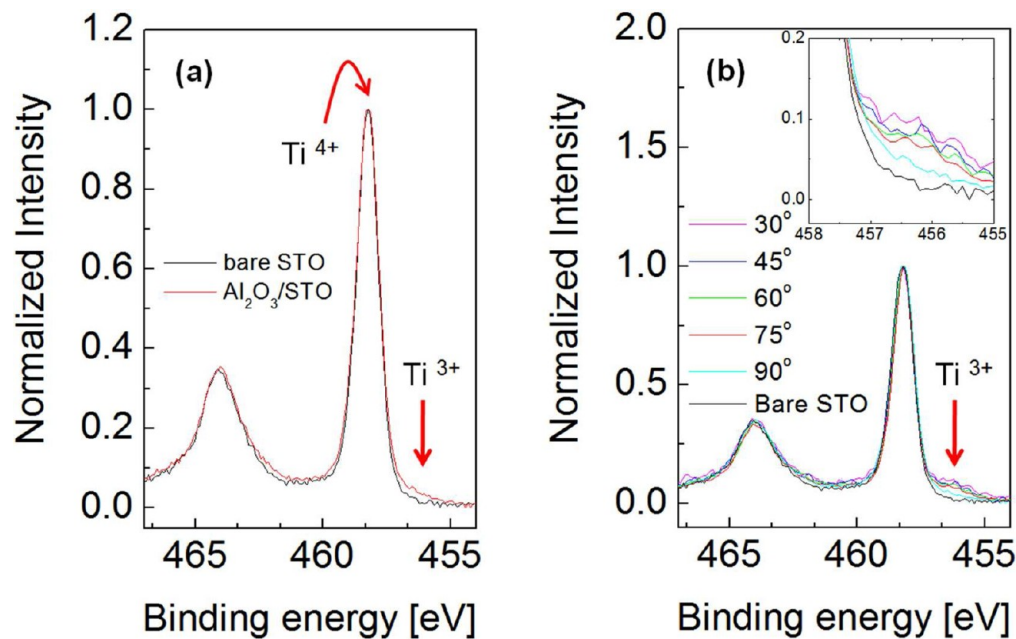 (a)
1.2
1.0
0.8
0.6
0.4
0.2
0.0
Normalized Intensity
Ti 4+
bare STO
Al2O3/STO
Ti 3+
465
460
455
Binding energy [eV]
(b)
2.0
1.5
1.0
0.5
0.0
Normalized Intensity
0.2
0.1
0.0
458
457
456
455
30°
45°
60°
75°
90°
Bare STO
Ti 3+
465
460
455
Binding energy [eV]